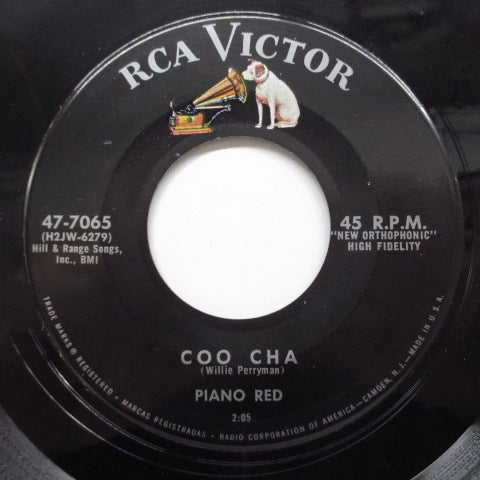 RCA VICTOR
47-7065
(H2JW-6279)
Hill & Range Songs,
Inc., BMI
45 R.P.M.
"NEW ORTHOPHONIC"
HIGH FIDELITY
COO CHA
(Willie Perryman)
PIANO RED
2:05
TRADE MARKS ® REGISTERED • MARCAS REGISTRADAS • RADIO CORPORATION OF AMERICA—CAMDEN, N. J. • MADE IN U.S.A.